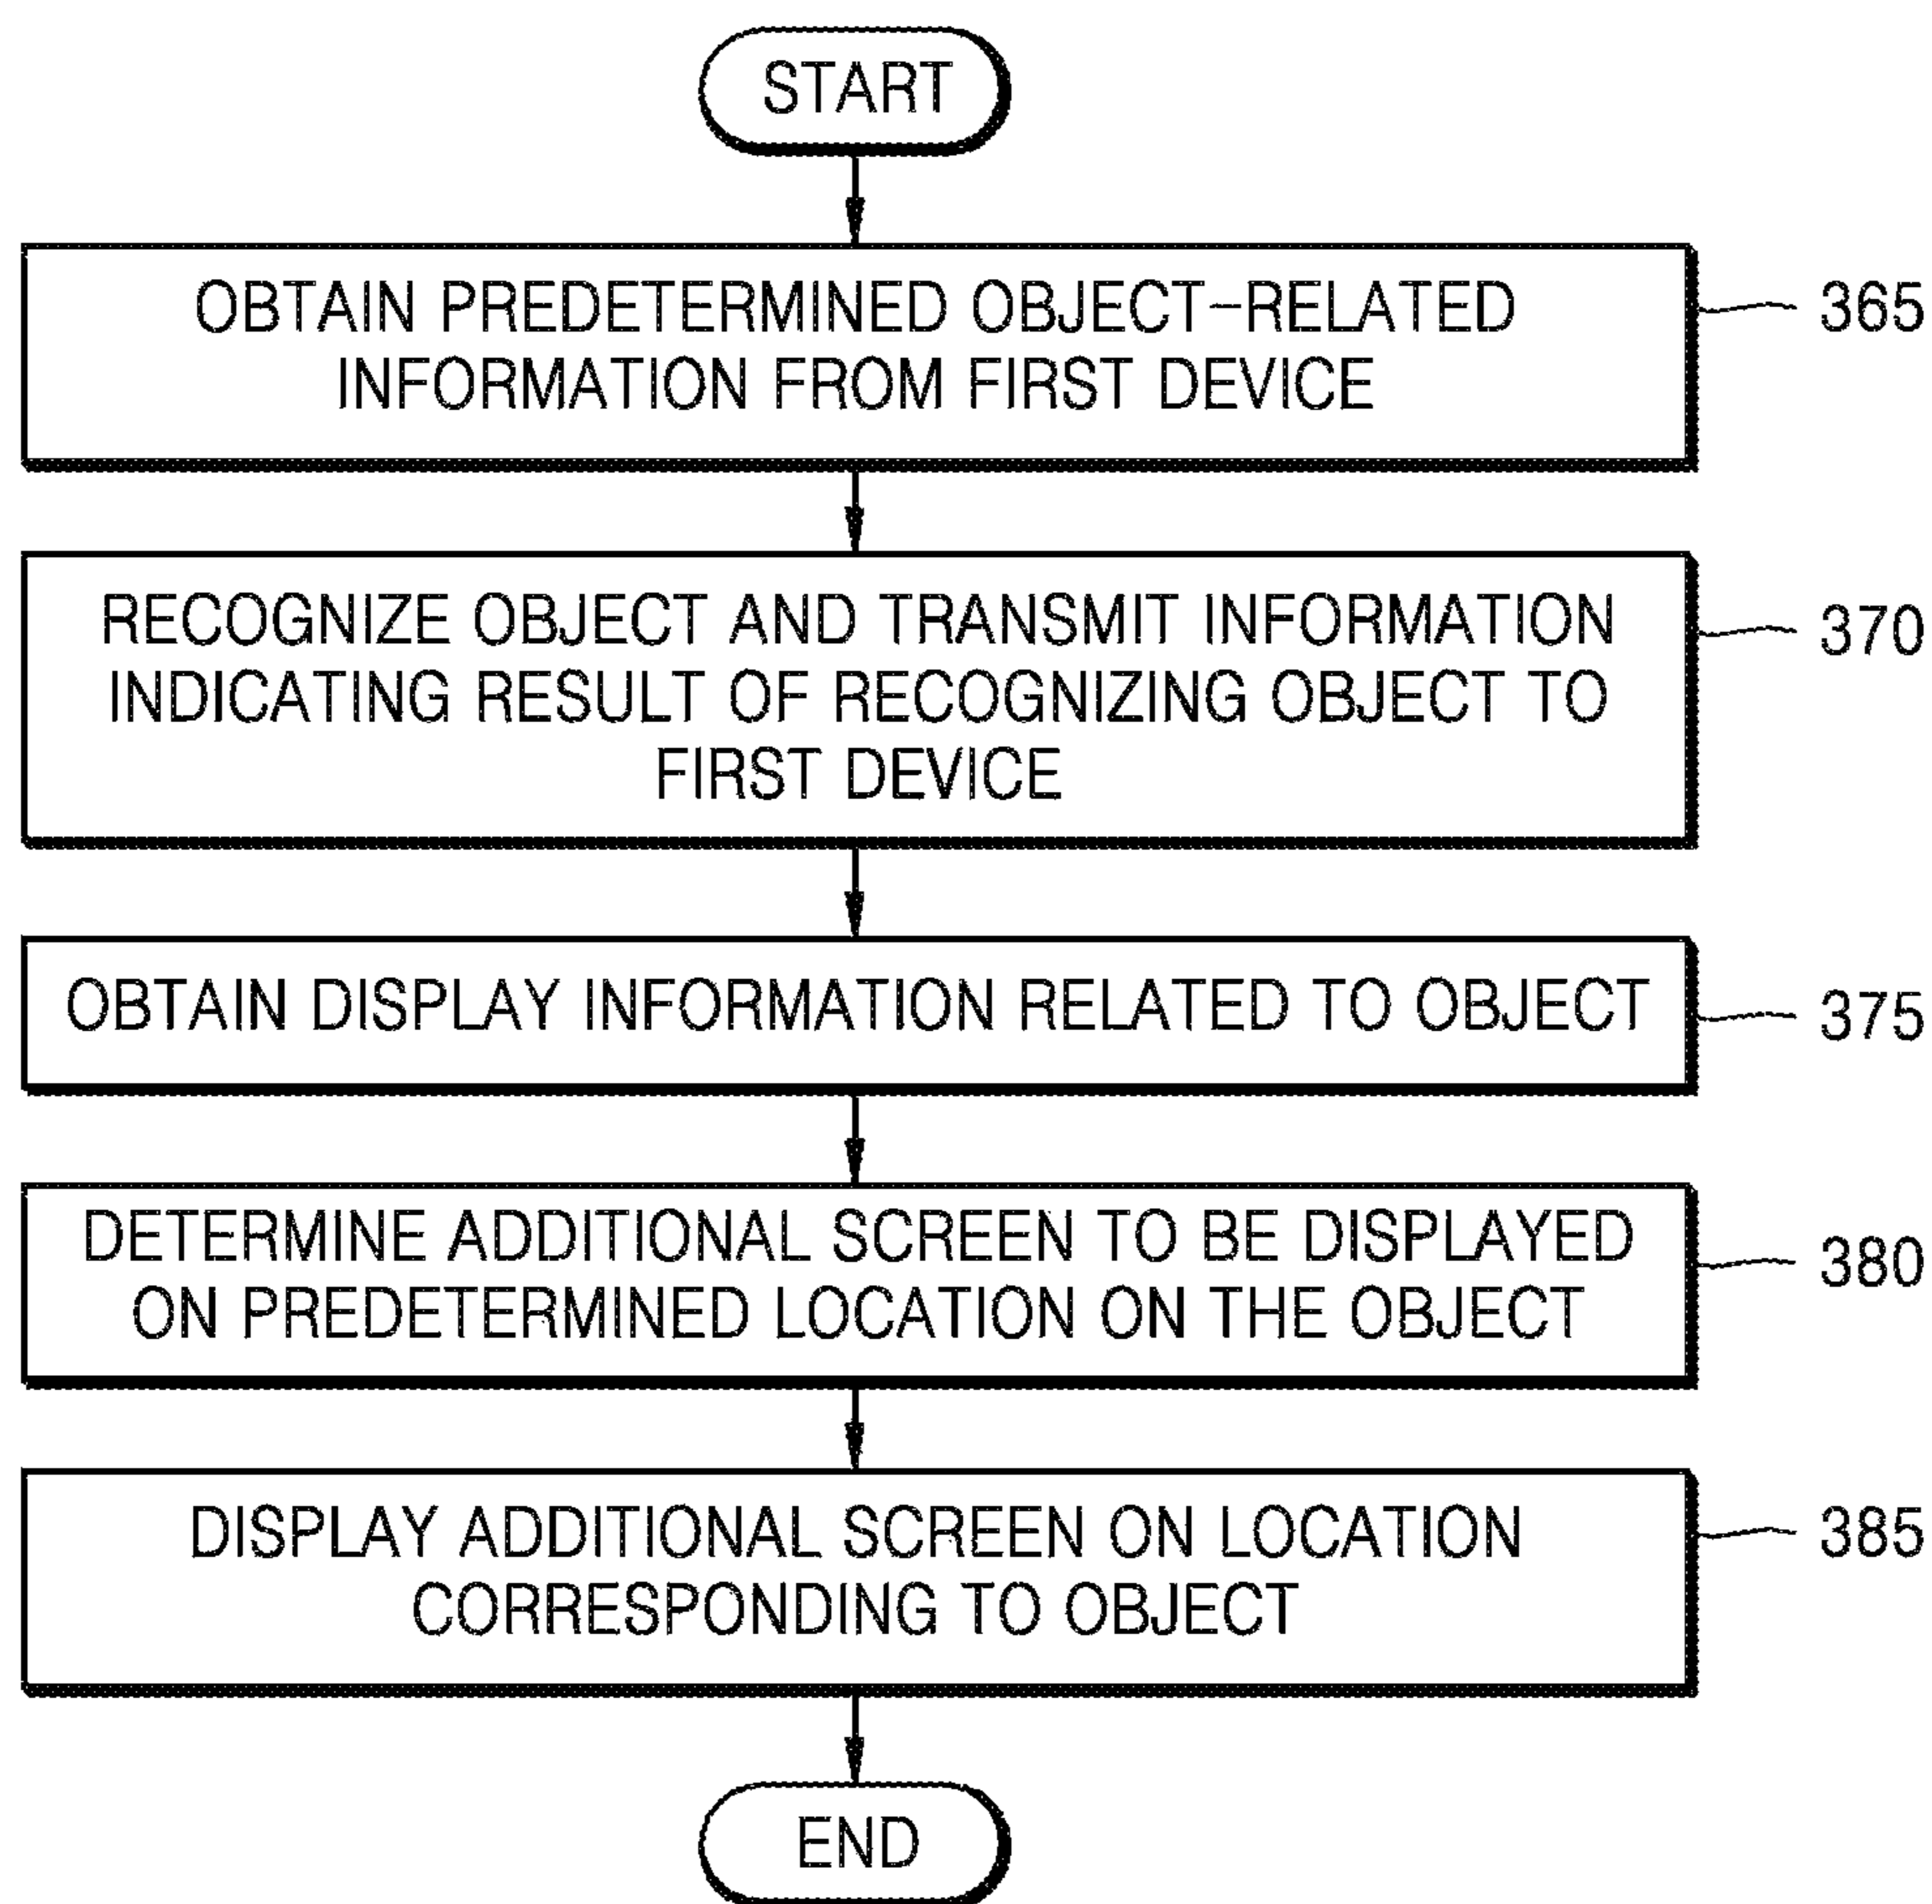 START
OBTAIN PREDETERMINED OBJECT-RELATED
INFORMATION FROM FIRST DEVICE
365
RECOGNIZE OBJECT AND TRANSMIT INFORMATION
INDICATING RESULT OF RECOGNIZING OBJECT TO
FIRST DEVICE
370
OBTAIN DISPLAY INFORMATION RELATED TO OBJECT
375
DETERMINE ADDITIONAL SCREEN TO BE DISPLAYED
ON PREDETERMINED LOCATION ON THE OBJECT
380
DISPLAY ADDITIONAL SCREEN ON LOCATION
CORRESPONDING TO OBJECT
385
END